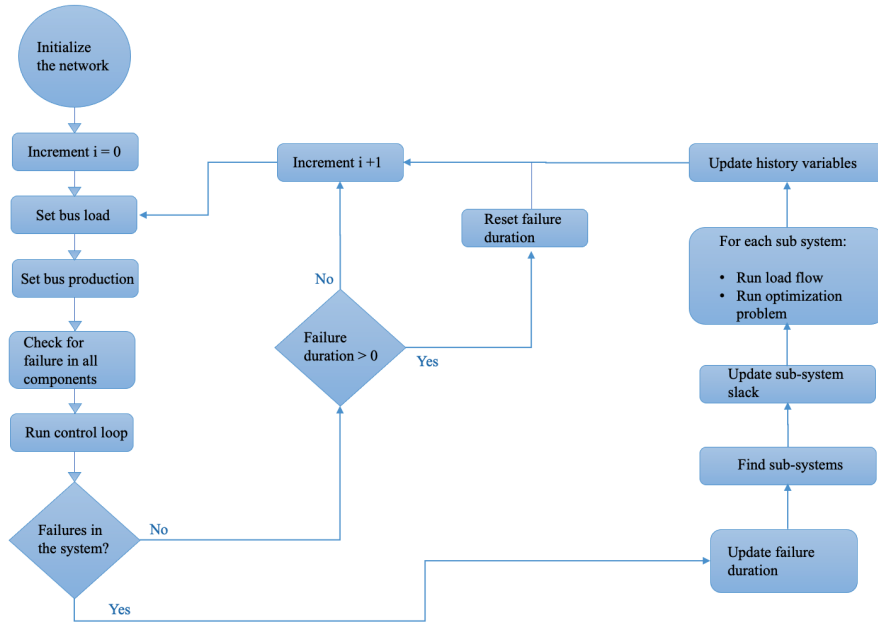 Initialize
the network
Increment i = 0
Set bus load
Set bus production
Check for
failure in all
components
Run control loop
Failures in
the system?
No
Yes
Increment i +1
No
Failure
duration > 0
Yes
Reset failure
duration
Update history variables
For each sub system:
• Run load flow
• Run optimization
problem
Update sub-system
slack
Find sub-systems
Update failure
duration